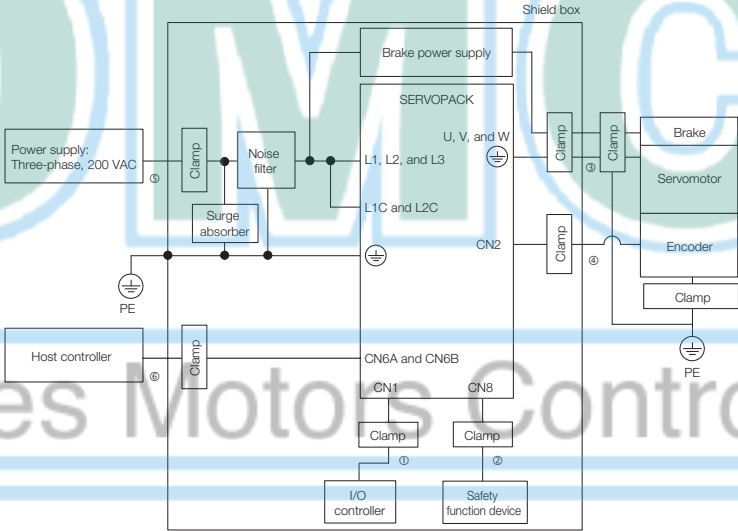 Shield box
Brake power supply
SERVOPACK
U, V, and W
Clamp
Clamp
Brake
Power supply:
Three-phase, 200 VAC
⑤
Clamp
Noise
filter
L1, L2, and L3
③
Servomotor
Surge
absorber
L1C and L2C
CN2
Clamp
④
Encoder
PE
Clamp
PE
Host controller
⑥
Clamp
CN6A and CN6B
CN1
CN8
Clamp
①
Clamp
②
I/O
controller
Safety
function device
DMC
es Motors Contro